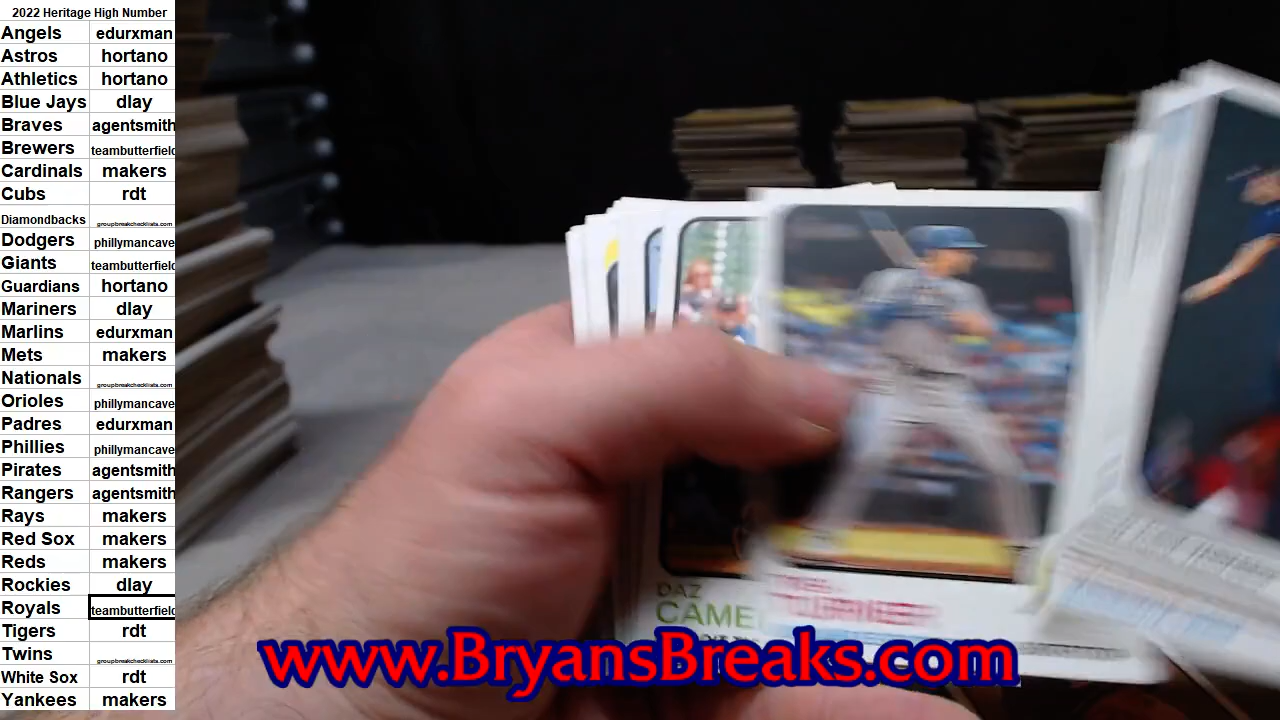 2022 Heritage High Number
Angels edurxman
Astros hortano
Athletics hortano
Blue Jays dlay
Braves agentsmith
Brewers teambutterfield
Cardinals makers
Cubs rdt
Diamondbacks groupbreakchecklists.com
Dodgers phillymancave
Giants teambutterfield
Guardians hortano
Mariners dlay
Marlins edurxman
Mets makers
Nationals groupbreakchecklists.com
Orioles phillymancave
Padres edurxman
Phillies phillymancave
Pirates agentsmith
Rangers agentsmith
Rays makers
Red Sox makers
Reds makers
Rockies dlay
Royals teambutterfield
Tigers rdt
Twins groupbreakchecklists.com
White Sox rdt
Yankees makers
DAZ
CAME
TURNER
www.BryansBreaks.com